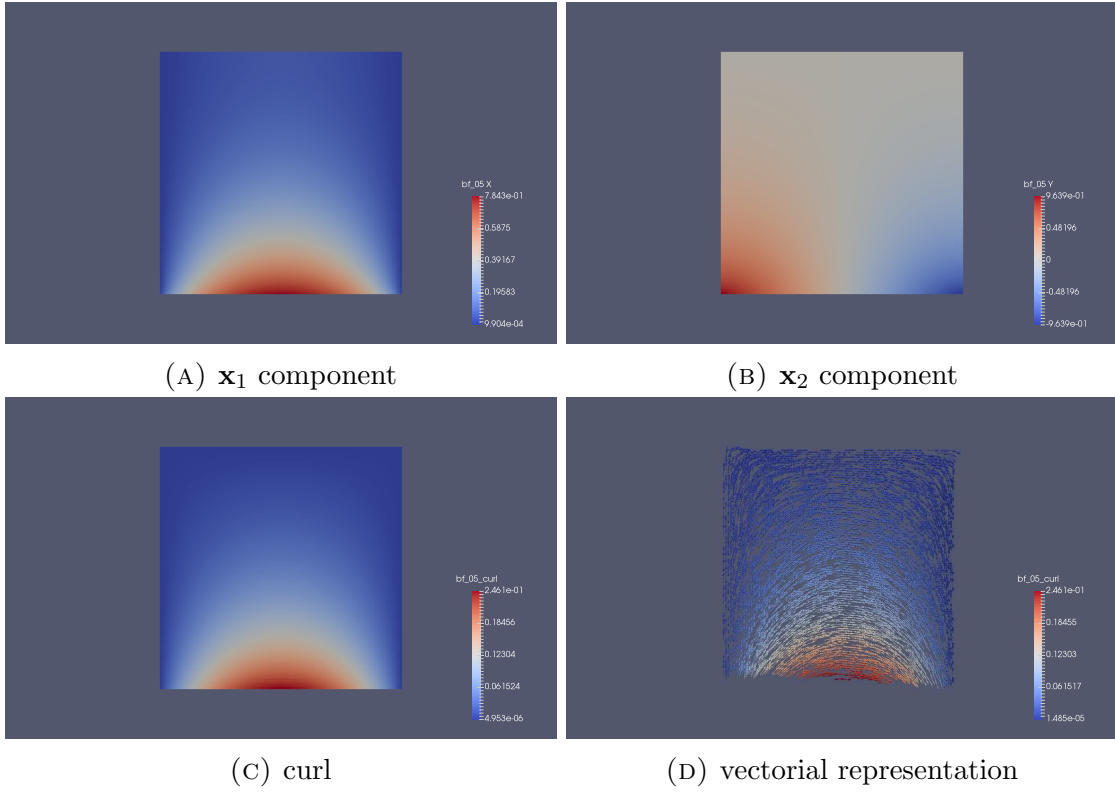 bf_05 X
7.843e-01
0.5875
0.39167
0.19583
9.904e-04
bf_05 Y
9.639e-01
0.48196
0
-0.48196
-9.639e-01
(A) x1 component
(B) x2 component
bf_05_curl
2.461e-01
0.18456
0.12304
0.061524
4.953e-06
bf_05_curl
2.461e-01
0.18455
0.12303
0.061517
1.485e-05
(C) curl
(D) vectorial representation